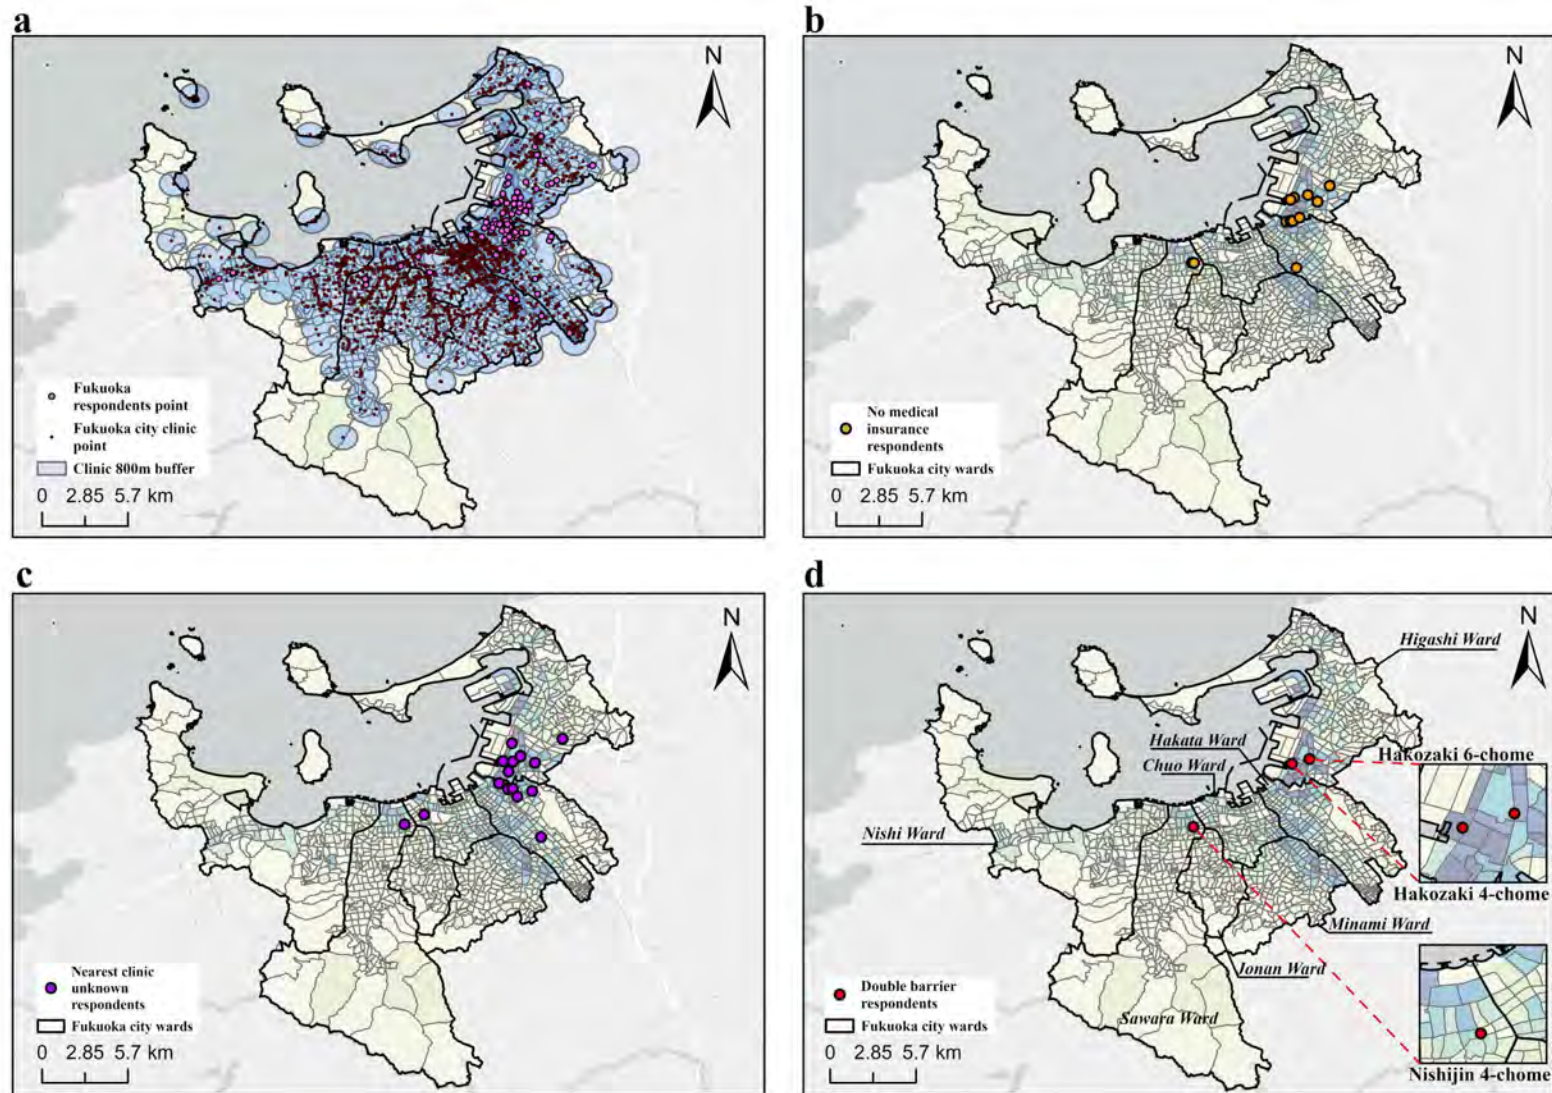 a
N
Fukuoka
respondents point
Fukuoka city clinic
point
Clinic 800m buffer
0 2.85 5.7 km
b
N
No medical
insurance
respondents
Fukuoka city wards
0 2.85 5.7 km
c
N
Nearest clinic
unknown
respondents
Fukuoka city wards
0 2.85 5.7 km
d
N
Higashi Ward
Hakata Ward
Hakozaki 6-chome
Chuo Ward
Nishi Ward
Hakozaki 4-chome
Minami Ward
Jonan Ward
Double barrier
respondents
Sawara Ward
Fukuoka city wards
0 2.85 5.7 km
Nishijin 4-chome